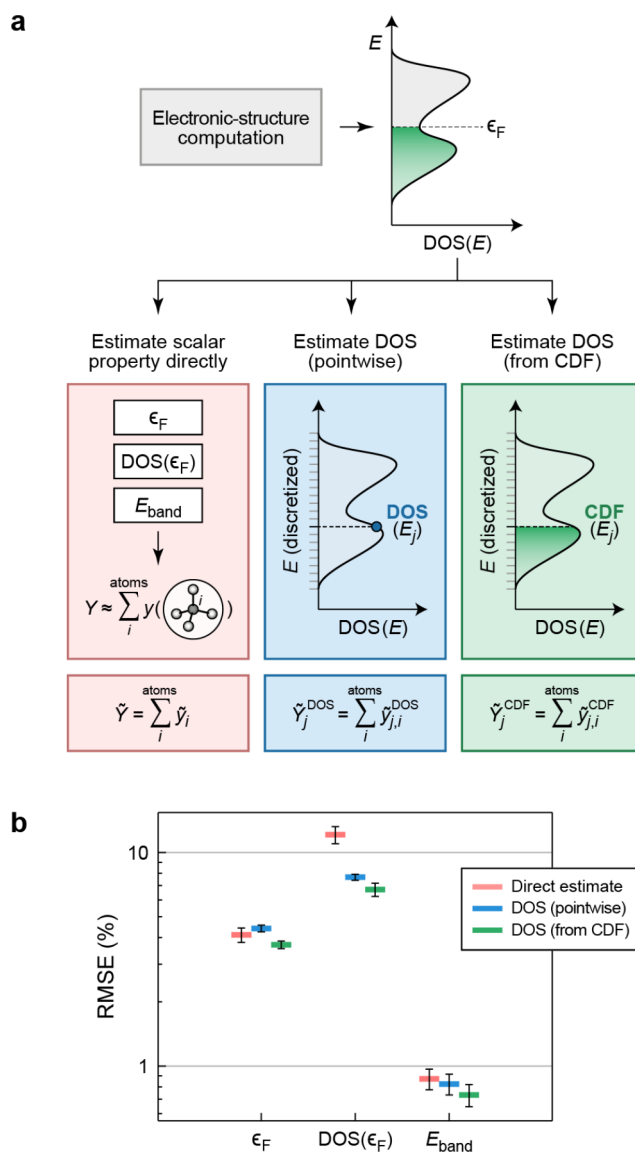 a
E
Electronic-structure
computation
ϵF
DOS(E)
Estimate scalar
property directly
Estimate DOS
(pointwise)
Estimate DOS
(from CDF)
ϵF
DOS(ϵF)
Eband
atoms
Y ≈ ∑ y( i )
i
E (discretized)
DOS
(Ej)
DOS(E)
E (discretized)
CDF
(Ej)
DOS(E)
atoms
Ỹ = ∑ ỹi
i
atoms
ỸjDOS = ∑ ỹj,iDOS
i
atoms
ỸjCDF = ∑ ỹj,iCDF
i
b
RMSE (%)
10
1
Direct estimate
DOS (pointwise)
DOS (from CDF)
ϵF
DOS(ϵF)
Eband